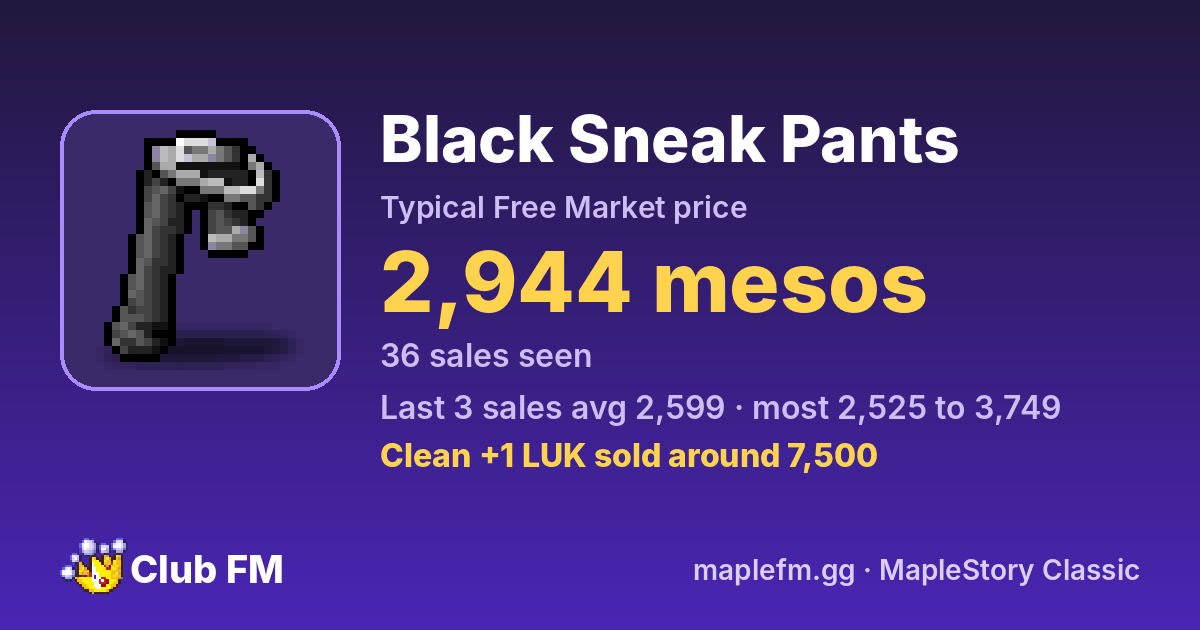 Black Sneak Pants
Typical Free Market price
2,944 mesos
36 sales seen
Last 3 sales avg 2,599 · most 2,525 to 3,749
Clean +1 LUK sold around 7,500
Club FM
maplefm.gg · MapleStory Classic